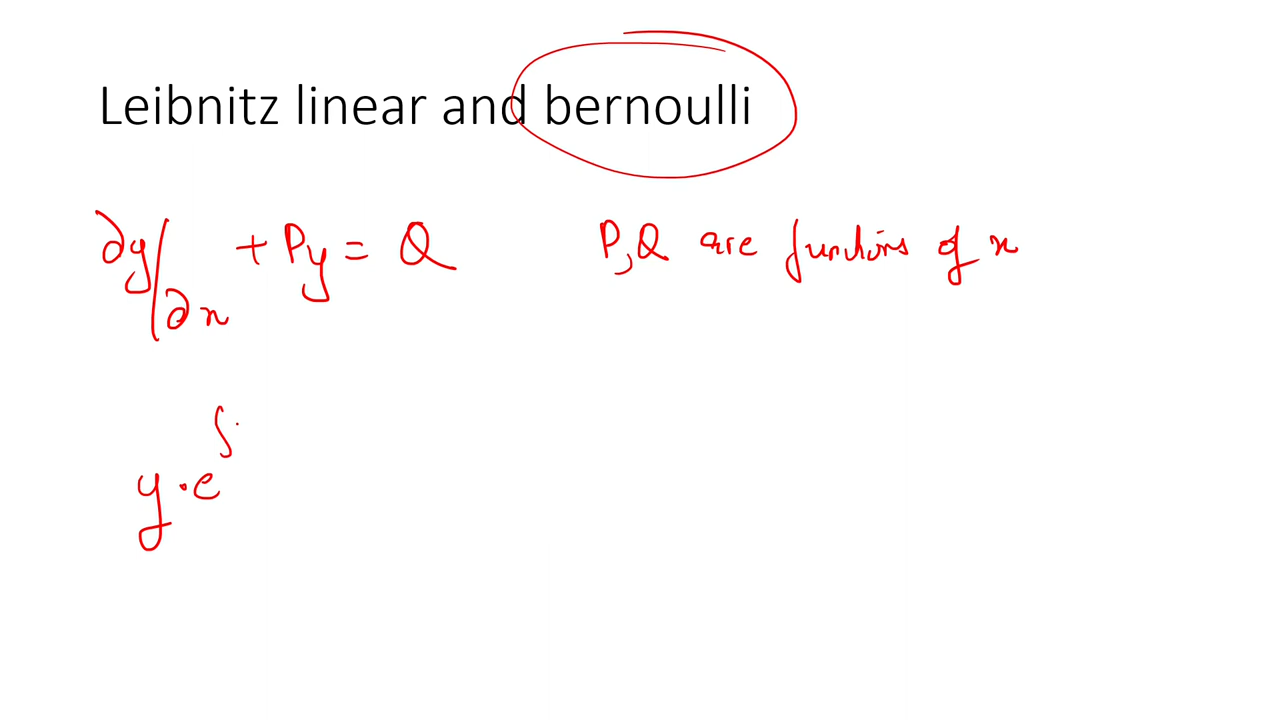 Leibnitz linear and bernoulli
∂y/∂x + Py = Q P, Q are functions of x
y · e^∫